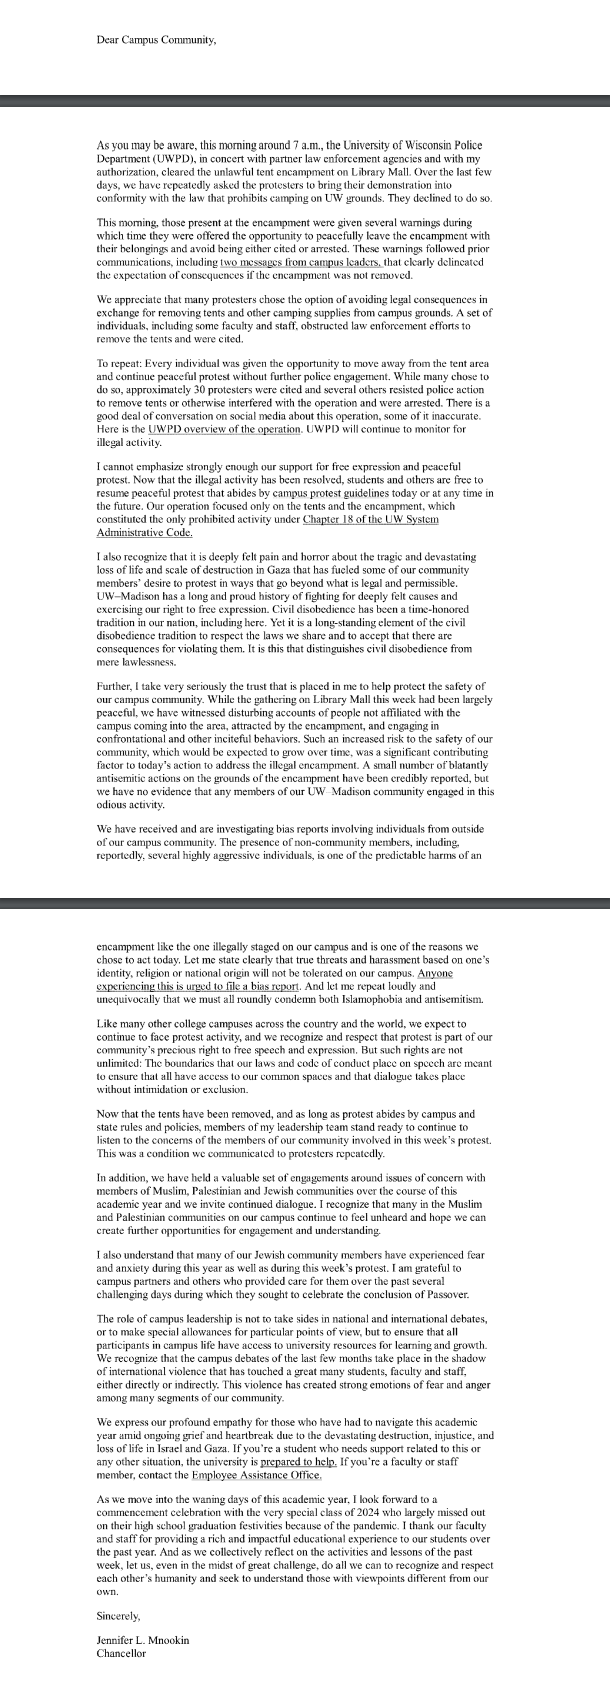 Dear Campus Community,
As you may be aware, this morning around 7 a.m., the University of Wisconsin Police
Department (UWPD), in concert with partner law enforcement agencies and with my
authorization, cleared the unlawful tent encampment on Library Mall. Over the last few
days, we have repeatedly asked the protesters to bring their demonstration into
conformity with the law that prohibits camping on UW grounds. They declined to do so.
This morning, those present at the encampment were given several warnings during
which time they were offered the opportunity to peacefully leave the encampment with
their belongings and avoid being either cited or arrested. These warnings followed prior
communications, including two messages from campus leaders, that clearly delineated
the expectation of consequences if the encampment was not removed.
We appreciate that many protesters chose the option of avoiding legal consequences in
exchange for removing tents and other camping supplies from campus grounds. A set of
individuals, including some faculty and staff, obstructed law enforcement efforts to
remove the tents and were cited.
To repeat: Every individual was given the opportunity to move away from the tent area
and continue peaceful protest without further police engagement. While many chose to
do so, approximately 30 protesters were cited and several others resisted police action
to remove tents or otherwise interfered with the operation and were arrested. There is a
good deal of conversation on social media about this operation, some of it inaccurate.
Here is the UWPD overview of the operation. UWPD will continue to monitor for
illegal activity.
I cannot emphasize strongly enough our support for free expression and peaceful
protest. Now that the illegal activity has been resolved, students and others are free to
resume peaceful protest that abides by campus protest guidelines today or at any time in
the future. Our operation focused only on the tents and the encampment, which
constituted the only prohibited activity under Chapter 18 of the UW System
Administrative Code.
I also recognize that it is deeply felt pain and horror about the tragic and devastating
loss of life and scale of destruction in Gaza that has fueled some of our community
members' desire to protest in ways that go beyond what is legal and permissible.
UW–Madison has a long and proud history of fighting for deeply felt causes and
exercising our right to free expression. Civil disobedience has been a time-honored
tradition in our nation, including here. Yet it is a long-standing element of the civil
disobedience tradition to respect the laws we share and to accept that there are
consequences for violating them. It is this that distinguishes civil disobedience from
mere lawlessness.
Further, I take very seriously the trust that is placed in me to help protect the safety of
our campus community. While the gathering on Library Mall this week had been largely
peaceful, we have witnessed disturbing accounts of people not affiliated with the
campus coming into the area, attracted by the encampment, and engaging in
confrontational and other inciteful behaviors. Such an increased risk to the safety of our
community, which would be expected to grow over time, was a significant contributing
factor to today's action to address the illegal encampment. A small number of blatantly
antisemitic actions on the grounds of the encampment have been credibly reported, but
we have no evidence that any members of our UW–Madison community engaged in this
odious activity.
We have received and are investigating bias reports involving individuals from outside
of our campus community. The presence of non-community members, including,
reportedly, several highly aggressive individuals, is one of the predictable harms of an
encampment like the one illegally staged on our campus and is one of the reasons we
chose to act today. Let me state clearly that true threats and harassment based on one's
identity, religion or national origin will not be tolerated on our campus. Anyone
experiencing this is urged to file a bias report. And let me repeat loudly and
unequivocally that we must all roundly condemn both Islamophobia and antisemitism.
Like many other college campuses across the country and the world, we expect to
continue to face protest activity, and we recognize and respect that protest is part of our
community's precious right to free speech and expression. But such rights are not
unlimited: The boundaries that our laws and code of conduct place on speech are meant
to ensure that all have access to our common spaces and that dialogue takes place
without intimidation or exclusion.
Now that the tents have been removed, and as long as protest abides by campus and
state rules and policies, members of my leadership team stand ready to continue to
listen to the concerns of the members of our community involved in this week's protest.
This was a condition we communicated to protesters repeatedly.
In addition, we have held a valuable set of engagements around issues of concern with
members of Muslim, Palestinian and Jewish communities over the course of this
academic year and we invite continued dialogue. I recognize that many in the Muslim
and Palestinian communities on our campus continue to feel unheard and hope we can
create further opportunities for engagement and understanding.
I also understand that many of our Jewish community members have experienced fear
and anxiety during this year as well as during this week's protest. I am grateful to
campus partners and others who provided care for them over the past several
challenging days during which they sought to celebrate the conclusion of Passover.
The role of campus leadership is not to take sides in national and international debates,
or to make special allowances for particular points of view, but to ensure that all
participants in campus life have access to university resources for learning and growth.
We recognize that the campus debates of the last few months take place in the shadow
of international violence that has touched a great many students, faculty and staff,
either directly or indirectly. This violence has created strong emotions of fear and anger
among many segments of our community.
We express our profound empathy for those who have had to navigate this academic
year amid ongoing grief and heartbreak due to the devastating destruction, injustice, and
loss of life in Israel and Gaza. If you're a student who needs support related to this or
any other situation, the university is prepared to help. If you're a faculty or staff
member, contact the Employee Assistance Office.
As we move into the waning days of this academic year, I look forward to a
commencement celebration with the very special class of 2024 who largely missed out
on their high school graduation festivities because of the pandemic. I thank our faculty
and staff for providing a rich and impactful educational experience to our students over
the past year. And as we collectively reflect on the activities and lessons of the past
week, let us, even in the midst of great challenge, do all we can to recognize and respect
each other's humanity and seek to understand those with viewpoints different from our
own.
Sincerely,
Jennifer L. Mnookin
Chancellor